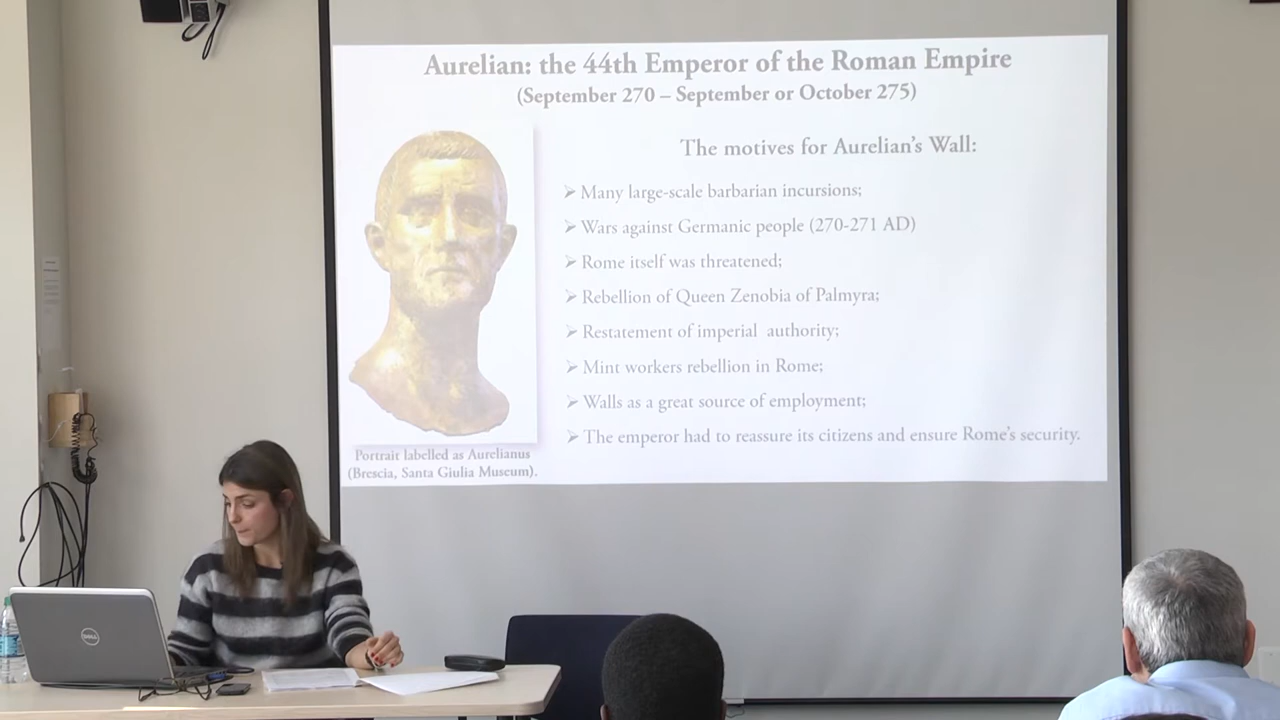 Aurelian: the 44th Emperor of the Roman Empire
(September 270 – September or October 275)
The motives for Aurelian's Wall:
➢ Many large-scale barbarian incursions;
➢ Wars against Germanic people (270-271 AD)
➢ Rome itself was threatened;
➢ Rebellion of Queen Zenobia of Palmyra;
➢ Restatement of imperial authority;
➢ Mint workers rebellion in Rome;
➢ Walls as a great source of employment;
➢ The emperor had to reassure its citizens and ensure Rome's security.
Portrait labelled as Aurelianus
(Brescia, Santa Giulia Museum).
DELL